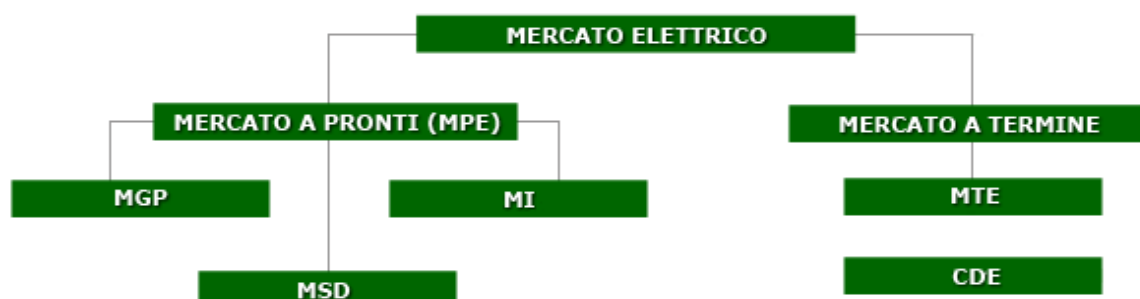 MERCATO ELETTRICO
MERCATO A PRONTI (MPE)
MERCATO A TERMINE
MGP
MI
MTE
MSD
CDE